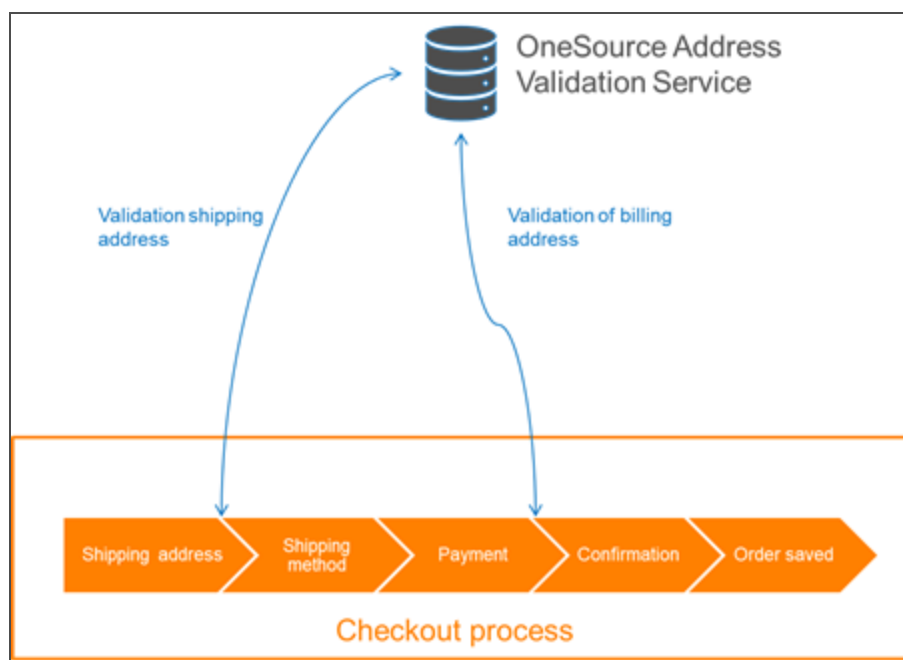 OneSource Address
Validation Service
Validation shipping
address
Validation of billing
address
Shipping address
Shipping
method
Payment
Confirmation
Order saved
Checkout process